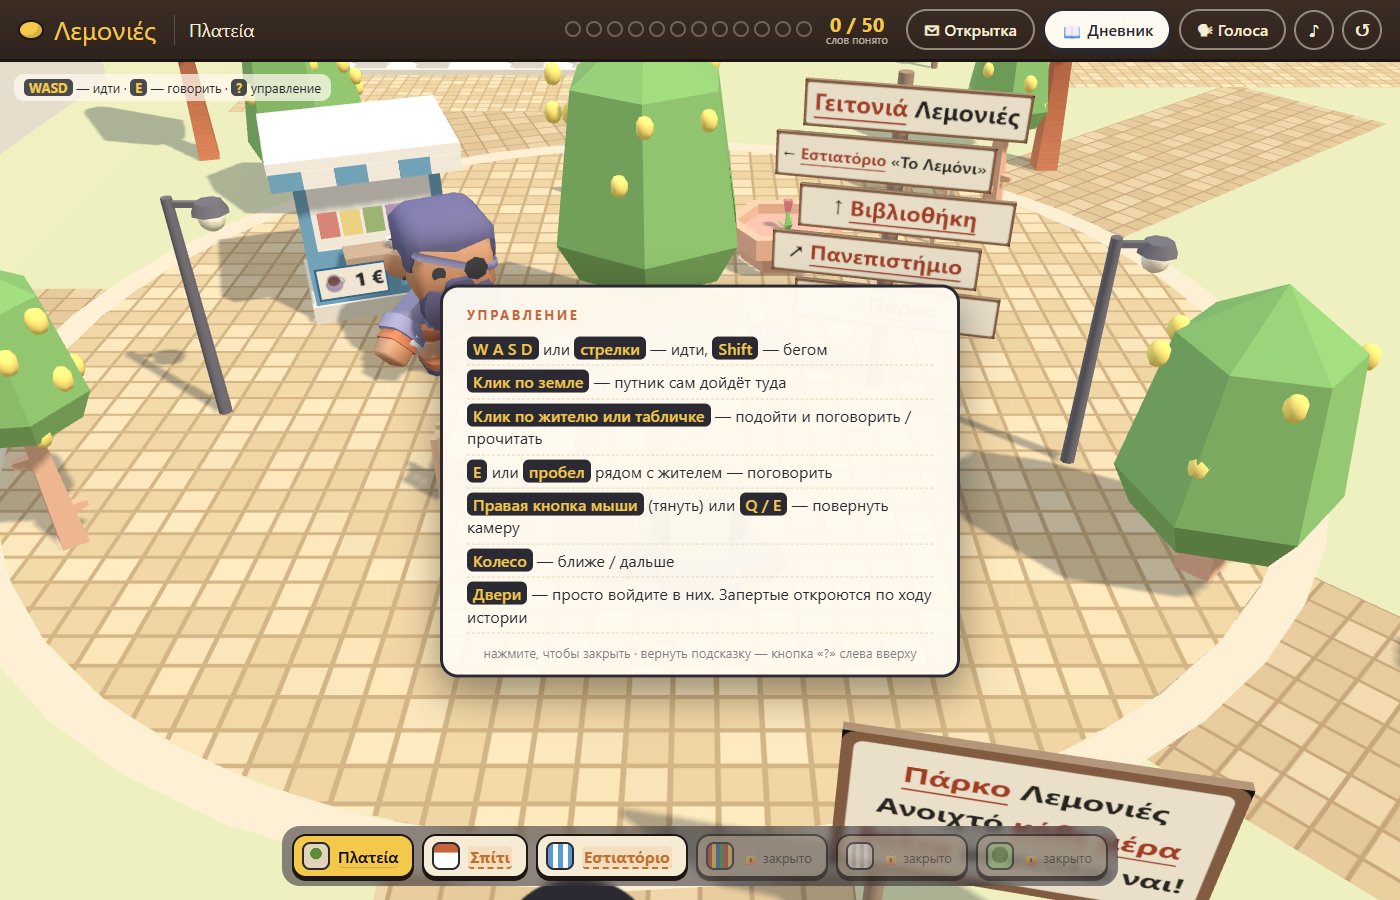 Λεμονιές
Πλατεία
0 / 50
СЛОВ ПОНЯТО
Открытка
Дневник
Голоса
WASD — идти · E — говорить · ? управление
Γειτονιά Λεμονιές
← Εστιατόριο «Το Λεμόνι»
↑ Βιβλιοθήκη
↗ Πανεπιστήμιο
1 €
УПРАВЛЕНИЕ
W A S D или стрелки — идти, Shift — бегом
Клик по земле — путник сам дойдёт туда
Клик по жителю или табличке — подойти и поговорить /
прочитать
E или пробел рядом с жителем — поговорить
Правая кнопка мыши (тянуть) или Q / E — повернуть
камеру
Колесо — ближе / дальше
Двери — просто войдите в них. Запертые откроются по ходу
истории
нажмите, чтобы закрыть · вернуть подсказку — кнопка «?» слева вверху
Πάρκο Λεμονιές
Ανοιχτό
Πλατεία
Σπίτι
Εστιατόριο
закрыто
закрыто
закрыто